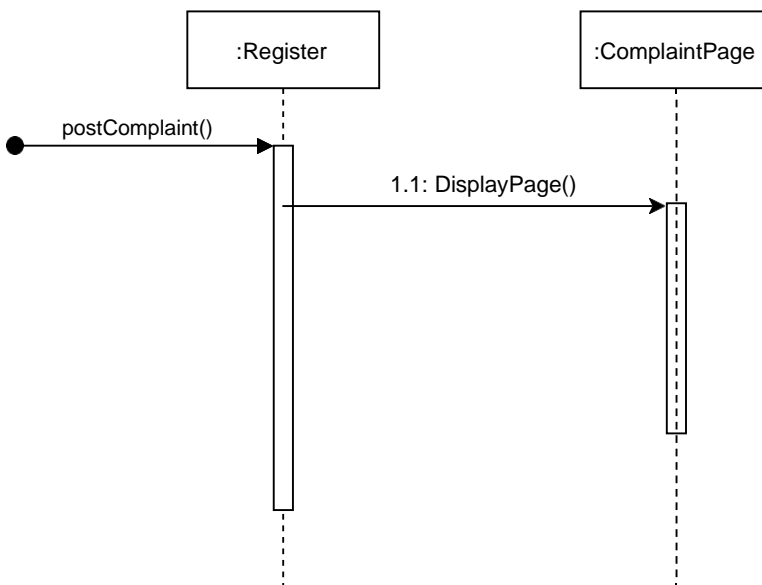 :Register
:ComplaintPage
postComplaint()
1.1: DisplayPage()